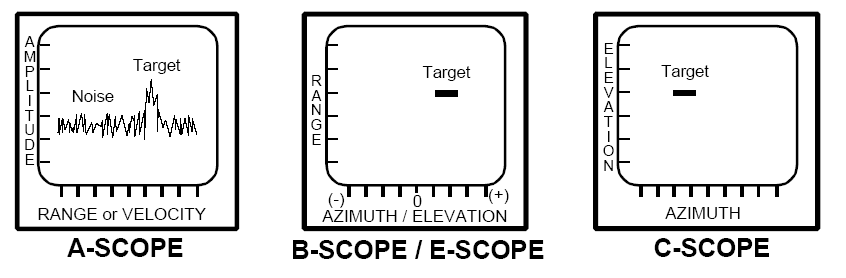 AMPLITUDE
Target
Noise
RANGE or VELOCITY
A-SCOPE
RANGE
Target
(-) 0 (+)
AZIMUTH / ELEVATION
B-SCOPE / E-SCOPE
ELEVATION
Target
AZIMUTH
C-SCOPE